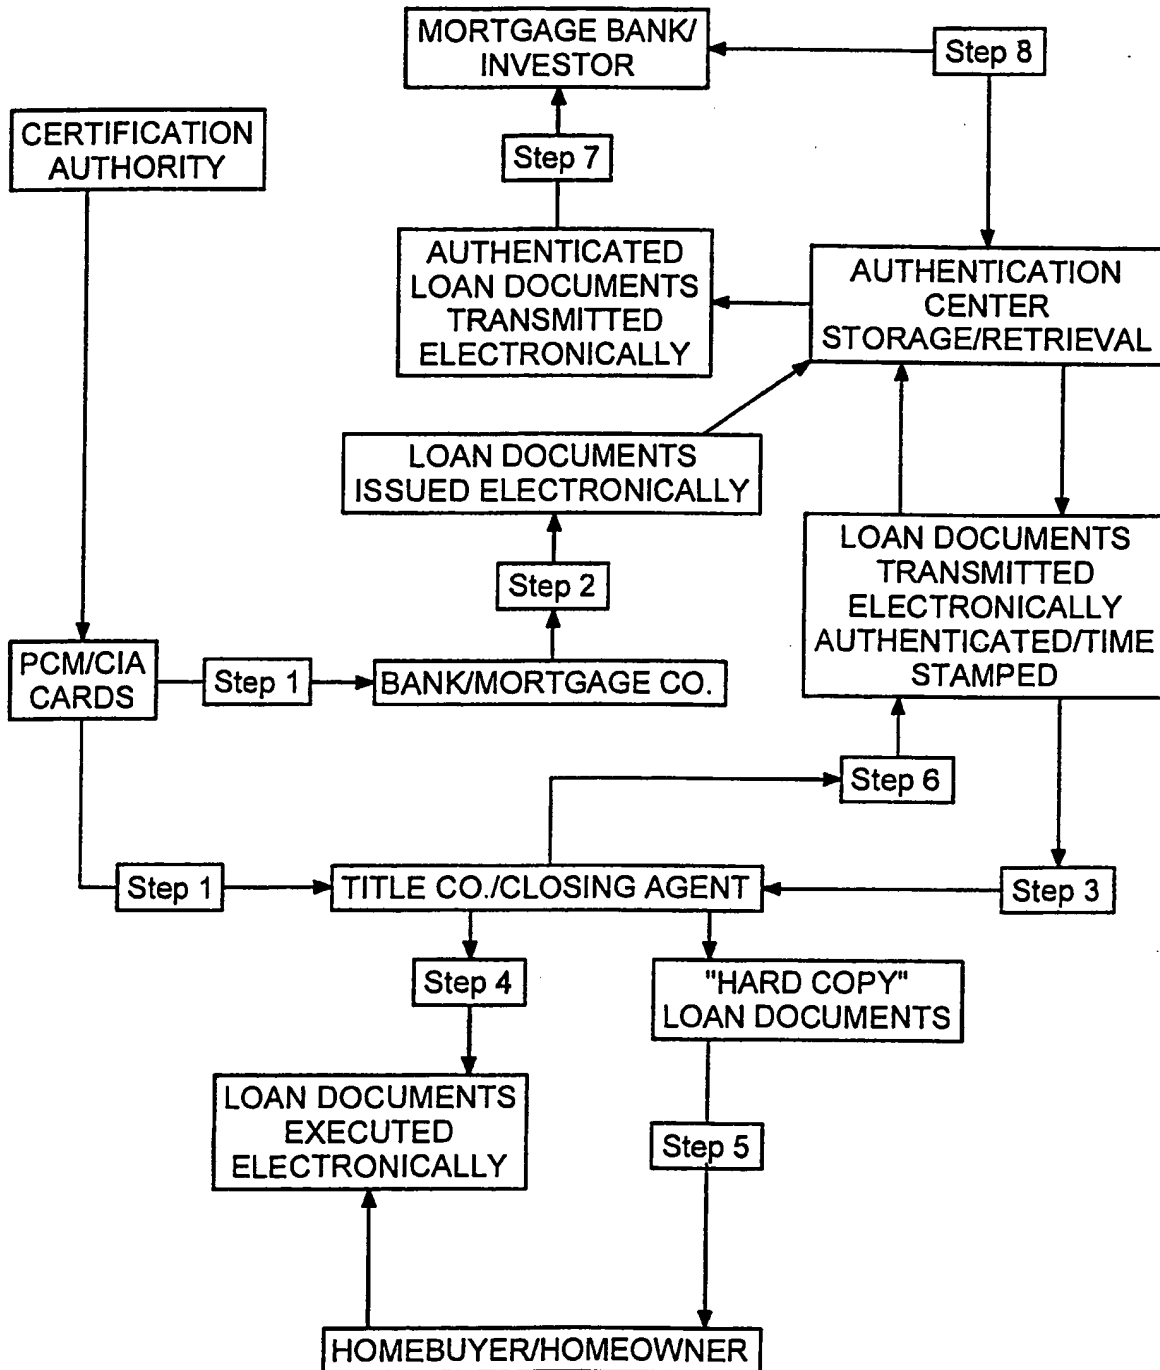 MORTGAGE BANK/
INVESTOR
Step 8
CERTIFICATION
AUTHORITY
Step 7
AUTHENTICATED
LOAN DOCUMENTS
TRANSMITTED
ELECTRONICALLY
AUTHENTICATION
CENTER
STORAGE/RETRIEVAL
LOAN DOCUMENTS
ISSUED ELECTRONICALLY
LOAN DOCUMENTS
TRANSMITTED
ELECTRONICALLY
AUTHENTICATED/TIME
STAMPED
Step 2
PCM/CIA
CARDS
Step 1
BANK/MORTGAGE CO.
Step 6
Step 1
TITLE CO./CLOSING AGENT
Step 3
Step 4
"HARD COPY"
LOAN DOCUMENTS
LOAN DOCUMENTS
EXECUTED
ELECTRONICALLY
Step 5
HOMEBUYER/HOMEOWNER